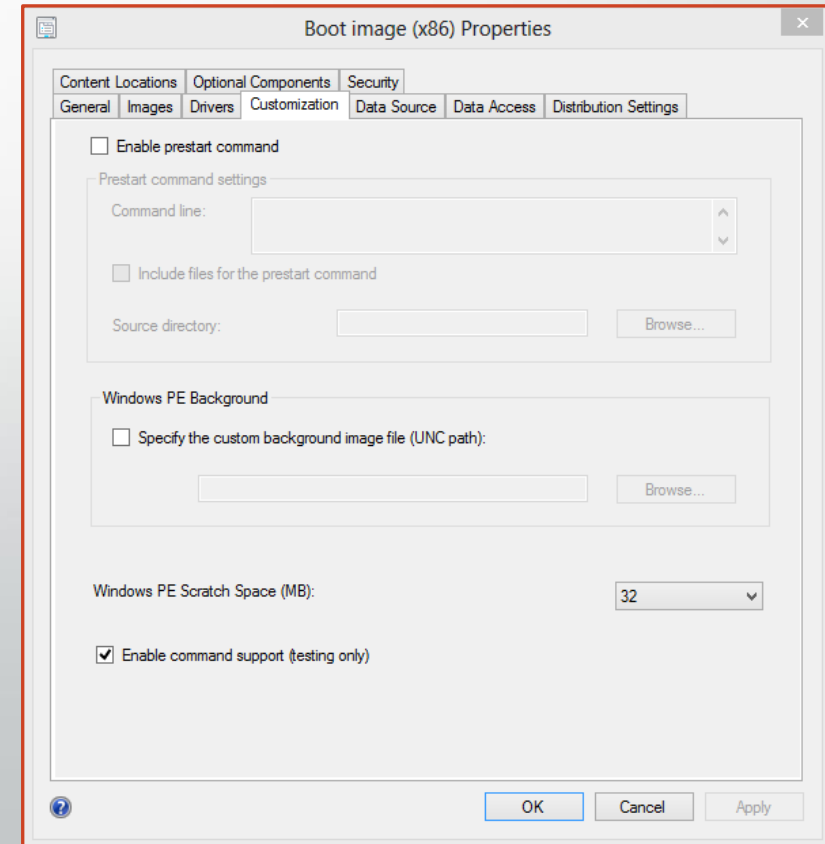 Boot image (x86) Properties
Content Locations Optional Components Security
General Images Drivers Customization Data Source Data Access Distribution Settings
Enable prestart command
Prestart command settings
Command line:
Include files for the prestart command
Source directory: Browse...
Windows PE Background
Specify the custom background image file (UNC path):
Browse...
Windows PE Scratch Space (MB): 32
Enable command support (testing only)
OK Cancel Apply